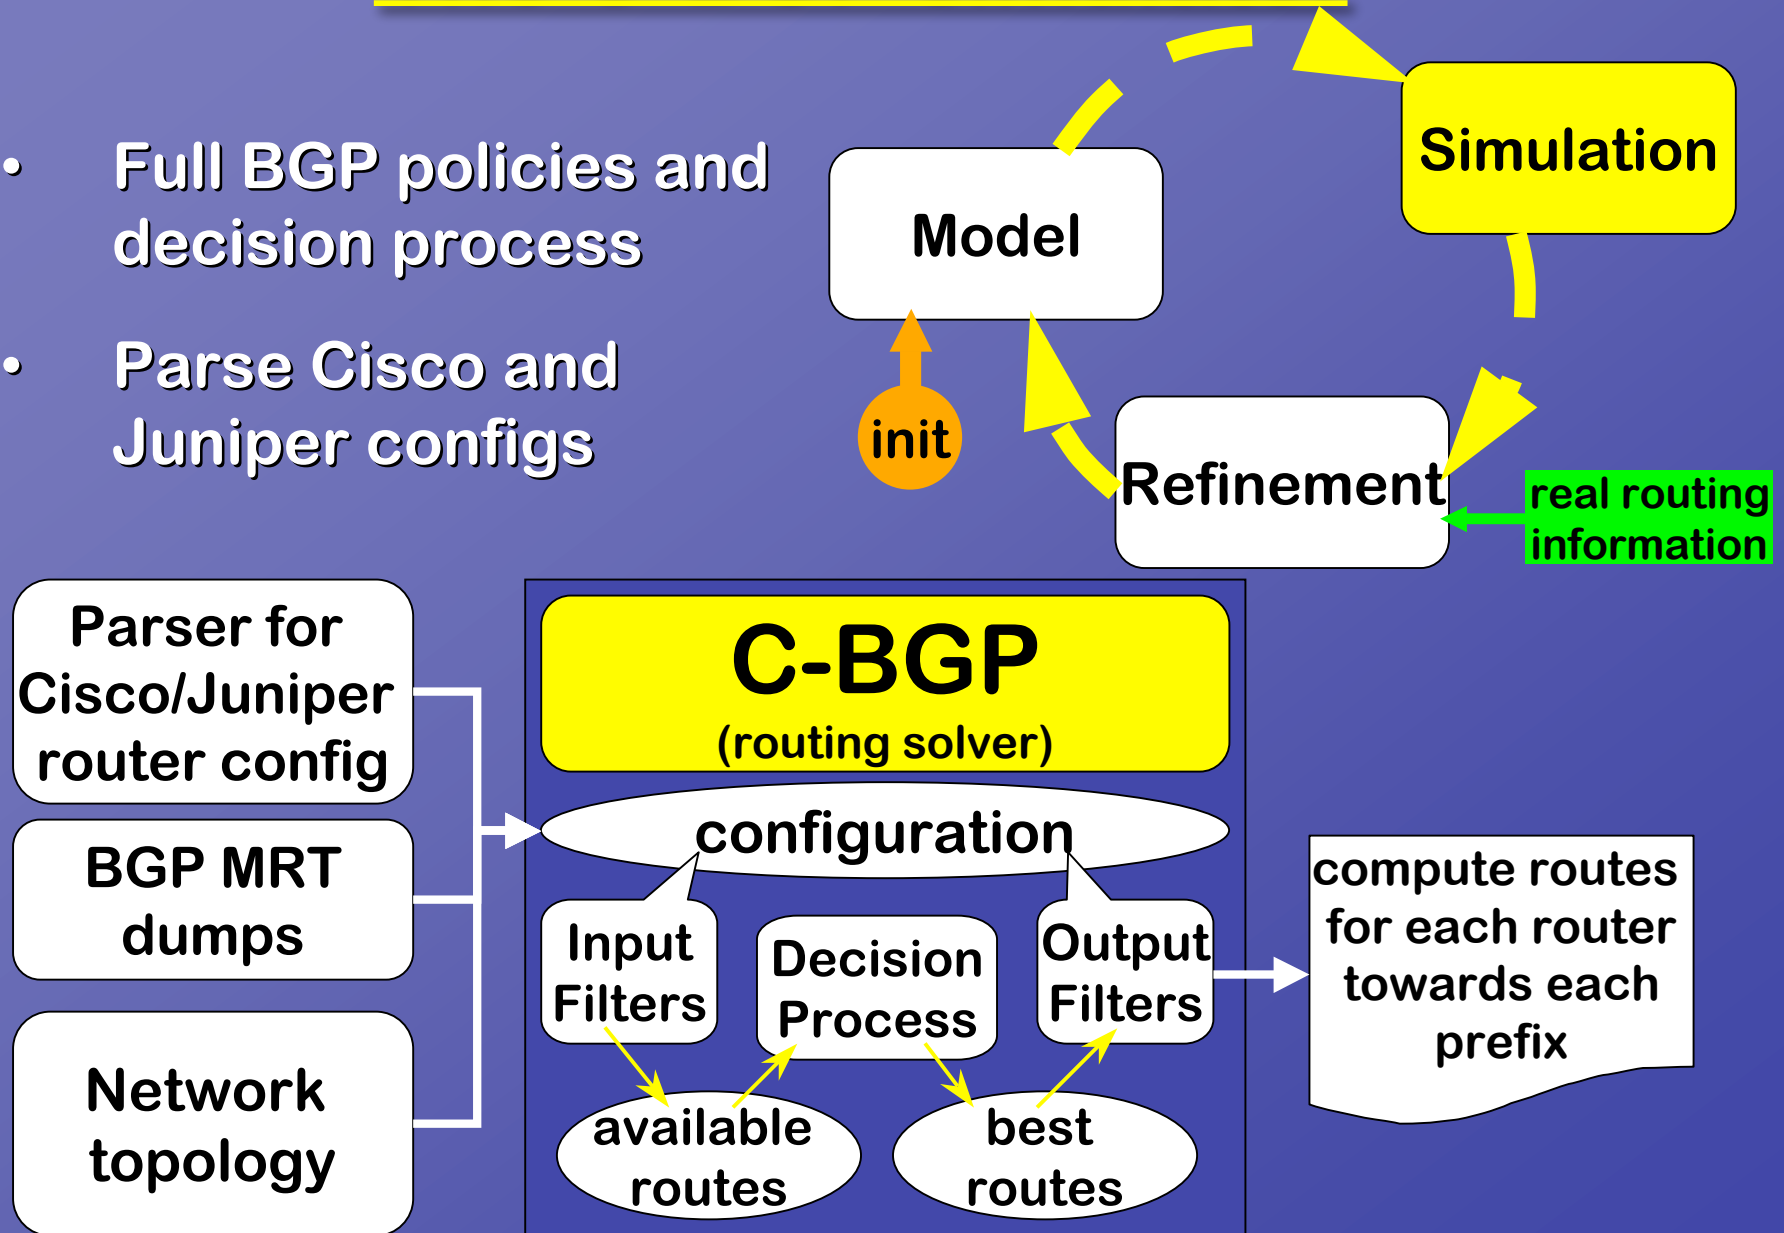 • Full BGP policies and
decision process
• Parse Cisco and
Juniper configs
Simulation
Model
init
Refinement
real routing
information
Parser for
Cisco/Juniper
router config
BGP MRT
dumps
Network
topology
C-BGP
(routing solver)
configuration
Input
Filters
Decision
Process
Output
Filters
available
routes
best
routes
compute routes
for each router
towards each
prefix